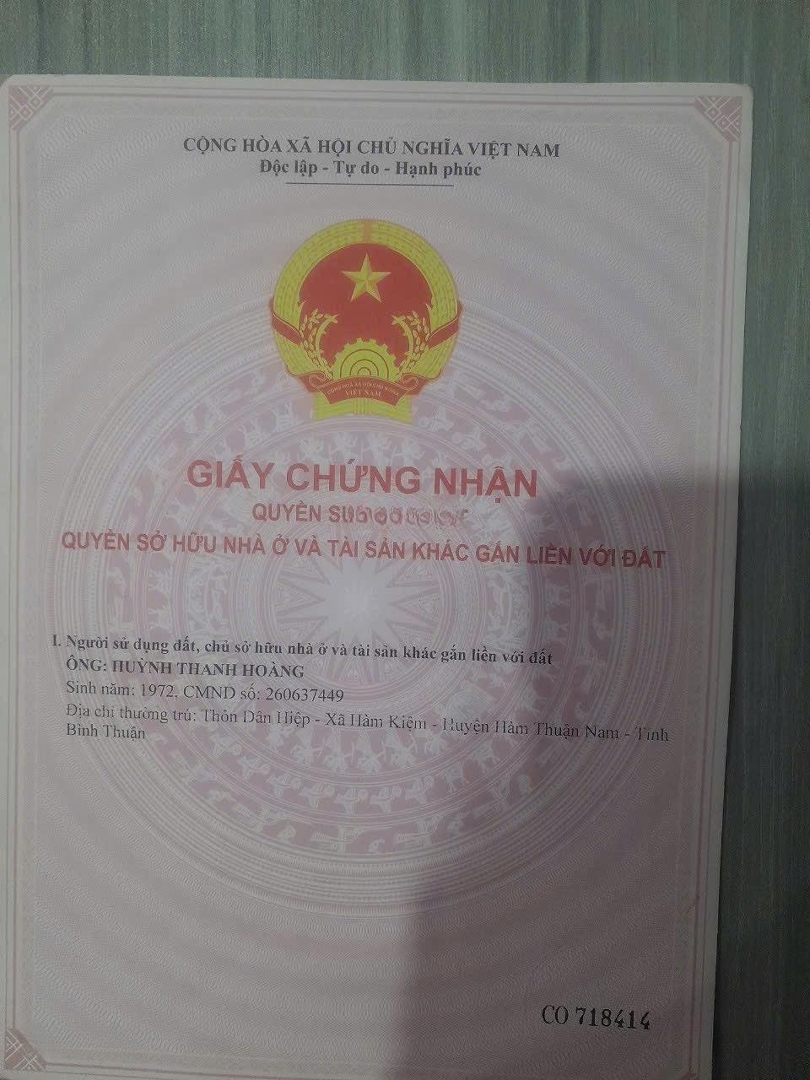 CỘNG HÒA XÃ HỘI CHỦ NGHĨA VIỆT NAM
Độc lập - Tự do - Hạnh phúc
VIỆT NAM
GIẤY CHỨNG NHẬN
QUYỀN
QUYỀN SỞ HỮU NHÀ Ở VÀ TÀI SẢN KHÁC GẮN LIỀN VỚI ĐẤT
I. Người sử dụng đất, chủ sở hữu nhà ở và tài sản khác gắn liền với đất
ÔNG: HUỲNH THANH HOÀNG
Sinh năm: 1972, CMND số: 260637449
Địa chỉ thường trú: Thôn Dân Hiệp - Xã Hàm Kiệm - Huyện Hàm Thuận Nam - Tỉnh
Bình Thuận
CO 718414